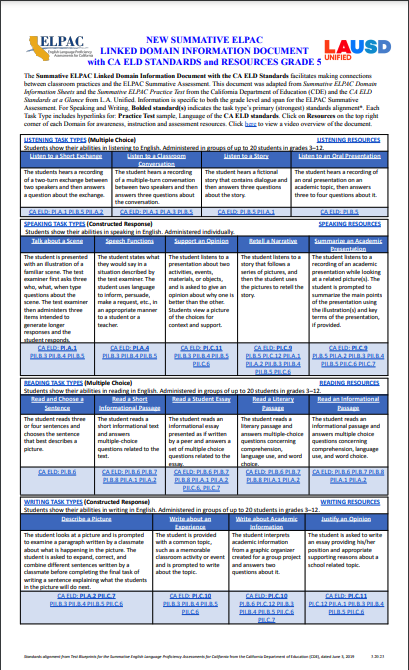 ELPAC
English Language Proficiency
Assessments for California
LAUSD
UNIFIED
NEW SUMMATIVE ELPAC
LINKED DOMAIN INFORMATION DOCUMENT
with CA ELD STANDARDS and RESOURCES GRADE 5
The Summative ELPAC Linked Domain Information Document with the CA ELD Standards facilitates making connections
between classroom practices and the ELPAC Summative Assessment. This document was adapted from Summative ELPAC Domain
Information Sheets and the Summative ELPAC Practice Test from the California Department of Education (CDE) and the CA ELD
Standards at a Glance from L.A. Unified. Information is specific to both the grade level and span for the ELPAC Summative
Assessment. For Speaking and Writing, Bolded standard(s) indicates the task type's primary (strongest) standards alignment*. Each
Task Type includes hyperlinks for: Practice Test sample, Language of the CA ELD standards. Click on Resources on the top right
corner of each Domain for awareness, instruction and assessment resources. Click here to view a video overview of the document.
LISTENING TASK TYPES (Multiple Choice) LISTENING RESOURCES
Students show their abilities in listening to English. Administered in groups of up to 20 students in grades 3–12.
Listen to a Short Exchange
The student hears a recording
of a two-turn exchange between
two speakers and then answers
a question about the exchange.
CA ELD: PI.A.1 PI.B.5 PII.A.2
Listen to a Classroom
Conversation
The student hears a recording
of a multiple-turn conversation
between two speakers and then
answers three questions about
the conversation.
CA ELD: PI.A.1 PI.A.3 PI.B.5
Listen to a Story
The student hears a fictional
story that contains dialogue and
then answers three questions
about the story.
CA ELD: PI.B.5 PII.A.1
Listen to an Oral Presentation
The student hears a recording of
an oral presentation on an
academic topic, then answers
three to four questions about it.
CA ELD: PI.B.5
SPEAKING TASK TYPES (Constructed Response) SPEAKING RESOURCES
Students show their abilities in speaking in English. Administered individually.
Talk about a Scene
The student is presented
with an illustration of a
familiar scene. The test
examiner first asks three
who, what, when type
questions about the
scene. The test examiner
then administers three
items intended to
generate longer
responses and the
student responds.
CA ELD: PI.A.1
PII.B.3 PII.B.4 PII.B.5
Speech Functions
The student states what
they would say in a
situation described by
the test examiner. The
student uses language to
inform, persuade,
make a request, etc., in
an appropriate manner
to a student or a
teacher.
CA ELD: PI.A.4
PII.B.3 PII.B.4 PII.B.5
Support an Opinion
The student listens to a
presentation about two
activities, events,
materials, or objects,
and is asked to give an
opinion about why one is
better than the other.
Students view a picture
of the choices for
context and support.
CA ELD: PI.C.11
PII.B.3 PII.B.4 PII.B.5
PII.C.6
Retell a Narrative
The student listens to a
story that follows a
series of pictures, and
then the student uses
the pictures to retell the
story.
CA ELD: PI.C.9
PI.B.5 PI.C.12 PII.A.1
PII.A.2 PII.B.3 PII.B.4
PII.B.5 PII.C.6
Summarize an Academic
Presentation
The student listens to a
recording of an academic
presentation while looking
at a related picture(s). The
student is prompted to
summarize the main points
of the presentation using
the illustration(s) and key
terms of the presentation,
if provided.
CA ELD: PI.C.9
PI.B.5 PII.A.2 PII.B.3 PII.B.4
PII.B.5 PII.C.6 PII.C.7
READING TASK TYPES (Multiple Choice) READING RESOURCES
Students show their abilities in reading in English. Administered in groups of up to 20 students in grades 3–12.
Read and Choose a
Sentence
The student reads three
or four sentences and
chooses the sentence
that best describes a
picture.
CA ELD: PI.B.6
Read a Short
Informational Passage
The student reads a
short informational text
and answers
multiple-choice
questions related to the
text.
CA ELD: PI.B.6 PI.B.7
PI.B.8 PII.A.1 PII.A.2
Read a Student Essay
The student reads an
informational essay
presented as if written
by a peer and answers a
set of multiple choice
questions related to the
essay.
CA ELD: PI.B.6 PI.B.7
PI.B.8 PII.A.1 PII.A.2
PII.C.6, PII.C.7
Read a Literary
Passage
The student reads a
literary passage and
answers multiple-choice
questions concerning
comprehension,
language use, and word
choice.
CA ELD: PI.B.6 PI.B.7
PI.B.8 PII.A.1 PII.A.2
Read an Informational
Passage
The student reads an
informational passage and
answers multiple choice
questions concerning
comprehension, language
use, and word choice.
CA ELD: PI.B.6 PI.B.7 PI.B.8
PII.A.1 PII.A.2
WRITING TASK TYPES (Constructed Response) WRITING RESOURCES
Students show their abilities in writing in English. Administered in groups of up to 20 students in grades 3–12.
Describe a Picture
The student looks at a picture and is prompted to
examine a paragraph written by a classmate
about what is happening in the picture. The
student is asked to expand, correct, and
combine different sentences written by a
classmate before completing the final task of
writing a sentence explaining what the students
in the picture will do next.
CA ELD: PI.A.2 PI.C.7
PII.B.3 PII.B.4 PII.B.5 PII.C.6
Write about an
Experience
The student is provided
with a common topic,
such as a memorable
classroom activity or event
and is prompted to write
about the topic.
CA ELD: PI.C.10
PII.B.3 PII.B.4 PII.B.5
PII.C.6
Write about Academic
Information
The student interprets
academic information
from a graphic organizer
created for a group project
and answers two
questions about it.
CA ELD: PI.C.10
PI.B.6 PI.C.12 PII.B.3
PII.B.4 PII.B.5 PII.C.6
PII.C.7
Justify an Opinion
The student is asked to write
an essay providing his/her
position and appropriate
supporting reasons about a
school related topic.
CA ELD: PI.C.11
PI.C.12 PII.A.1 PII.B.3 PII.B.4
PII.B.5 PII.C.6
Standards alignment from Test Blueprints for the Summative English Language Proficiency Assessments for California from the California Department of Education (CDE), dated June 3, 2019